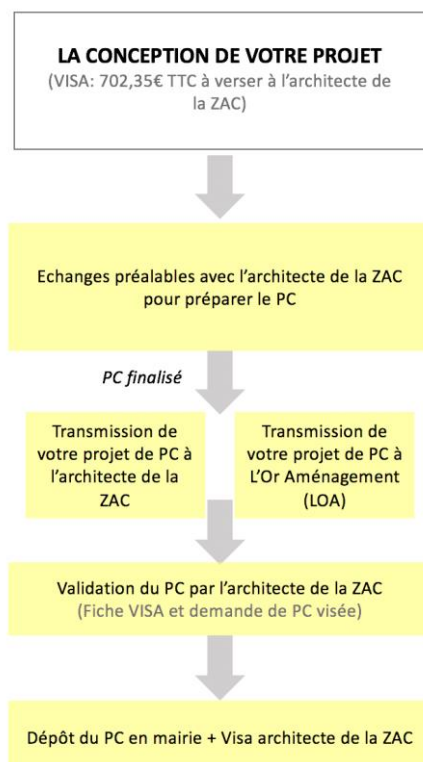 LA CONCEPTION DE VOTRE PROJET
(VISA: 702,35€ TTC à verser à l'architecte de
la ZAC)
Echanges préalables avec l'architecte de la ZAC
pour préparer le PC
PC finalisé
Transmission de
votre projet de PC à
l'architecte de la
ZAC
Transmission de
votre projet de PC à
L'Or Aménagement
(LOA)
Validation du PC par l'architecte de la ZAC
(Fiche VISA et demande de PC visée)
Dépôt du PC en mairie + Visa architecte de la ZAC